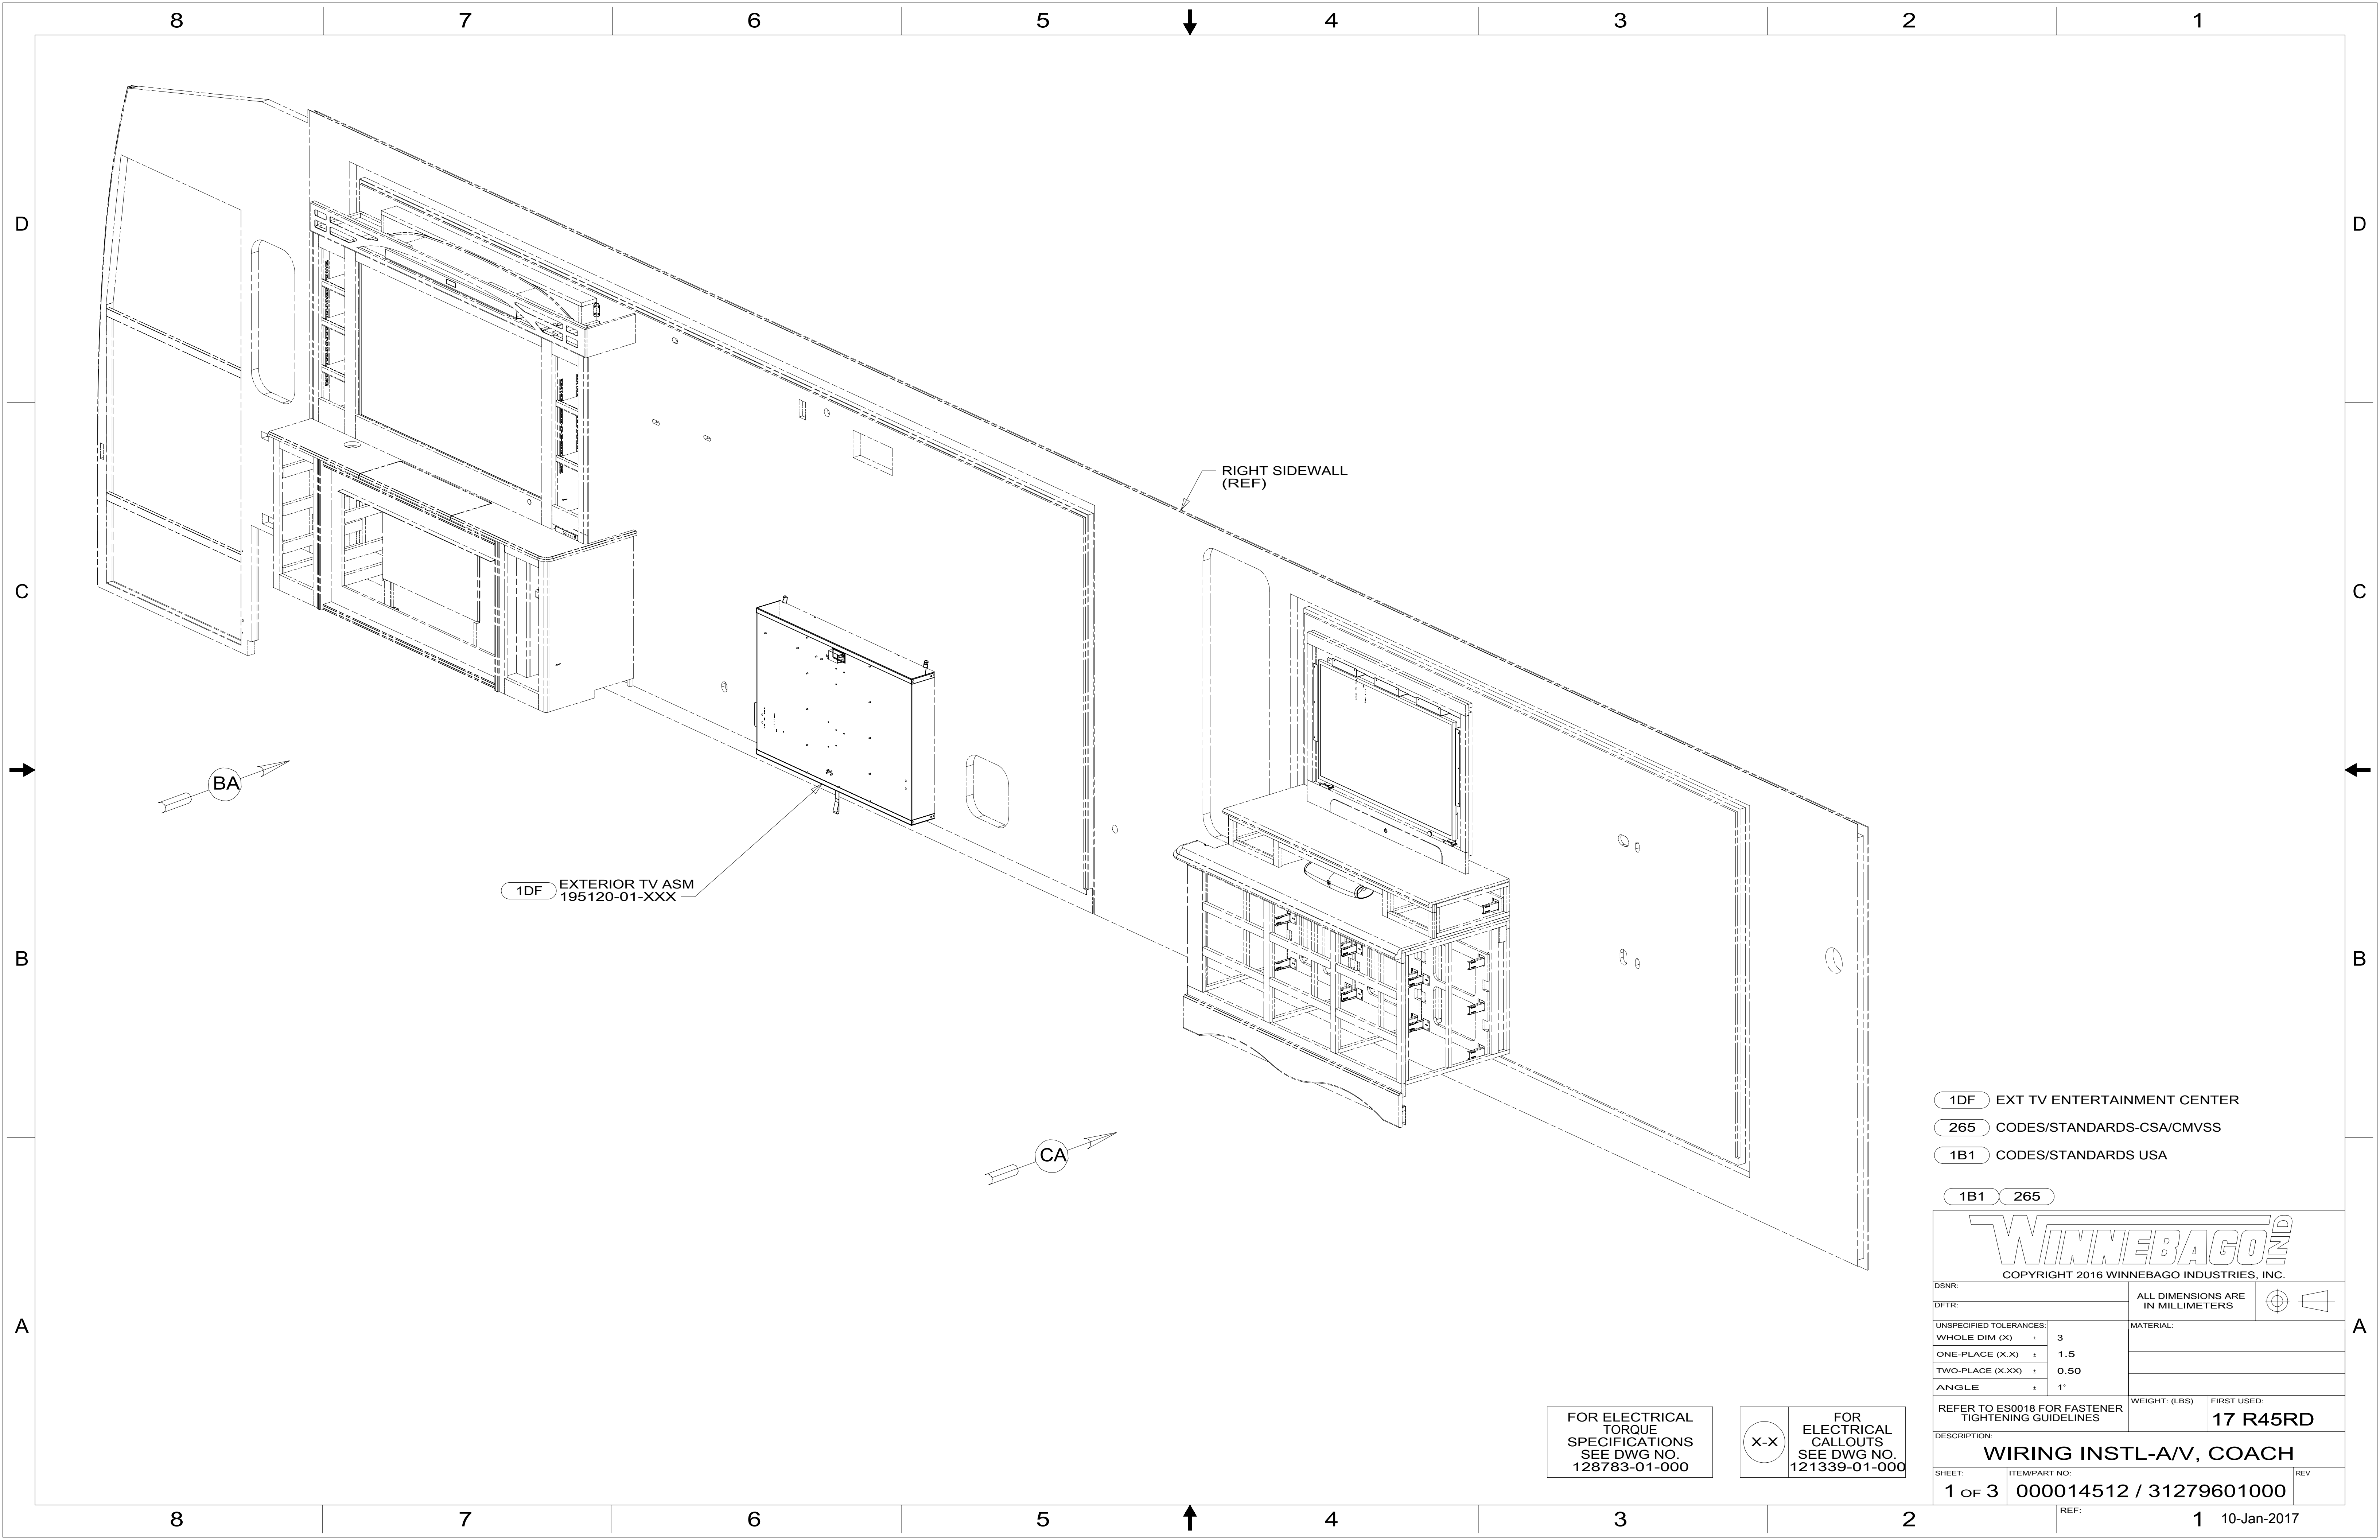 8 7 6 5 4 3 2 1
D D
RIGHT SIDEWALL
(REF)
C C
BA
1DF EXTERIOR TV ASM
195120-01-XXX
B B
CA
1DF EXT TV ENTERTAINMENT CENTER
265 CODES/STANDARDS-CSA/CMVSS
1B1 CODES/STANDARDS USA
1B1 265
WINNEBAGO IND
COPYRIGHT 2016 WINNEBAGO INDUSTRIES, INC.
DSNR:
DFTR:
ALL DIMENSIONS ARE
IN MILLIMETERS
A A
UNSPECIFIED TOLERANCES:
WHOLE DIM (X) ± 3
ONE-PLACE (X.X) ± 1.5
TWO-PLACE (X.XX) ± 0.50
ANGLE ± 1°
MATERIAL:
REFER TO ES0018 FOR FASTENER
TIGHTENING GUIDELINES
WEIGHT: (LBS)
FIRST USED:
17 R45RD
DESCRIPTION:
WIRING INSTL-A/V, COACH
SHEET:
1 OF 3
ITEM/PART NO:
000014512 / 31279601000
REV
FOR ELECTRICAL
TORQUE
SPECIFICATIONS
SEE DWG NO.
128783-01-000
X-X
FOR
ELECTRICAL
CALLOUTS
SEE DWG NO.
121339-01-000
8 7 6 5 4 3 2 1
REF:
10-Jan-2017